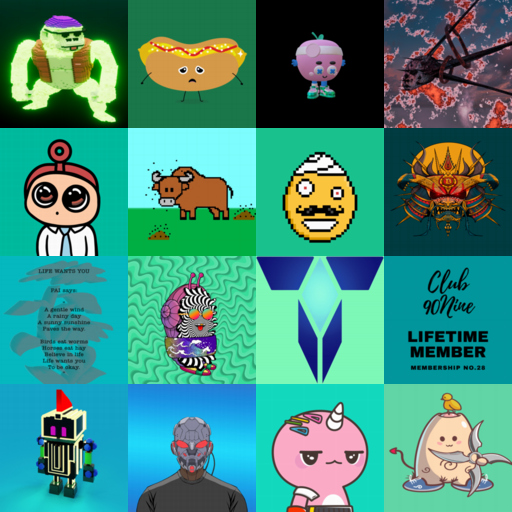 LIFE WANTS YOU
Pål says:
A gentle wind
A rainy day
A sunny sunshine
Paves the way
Birds eat worms
Horses eat hay
Believe in life
Life wants you
To be okay.
Club
90Nine
LIFETIME
MEMBER
MEMBERSHIP NO.28